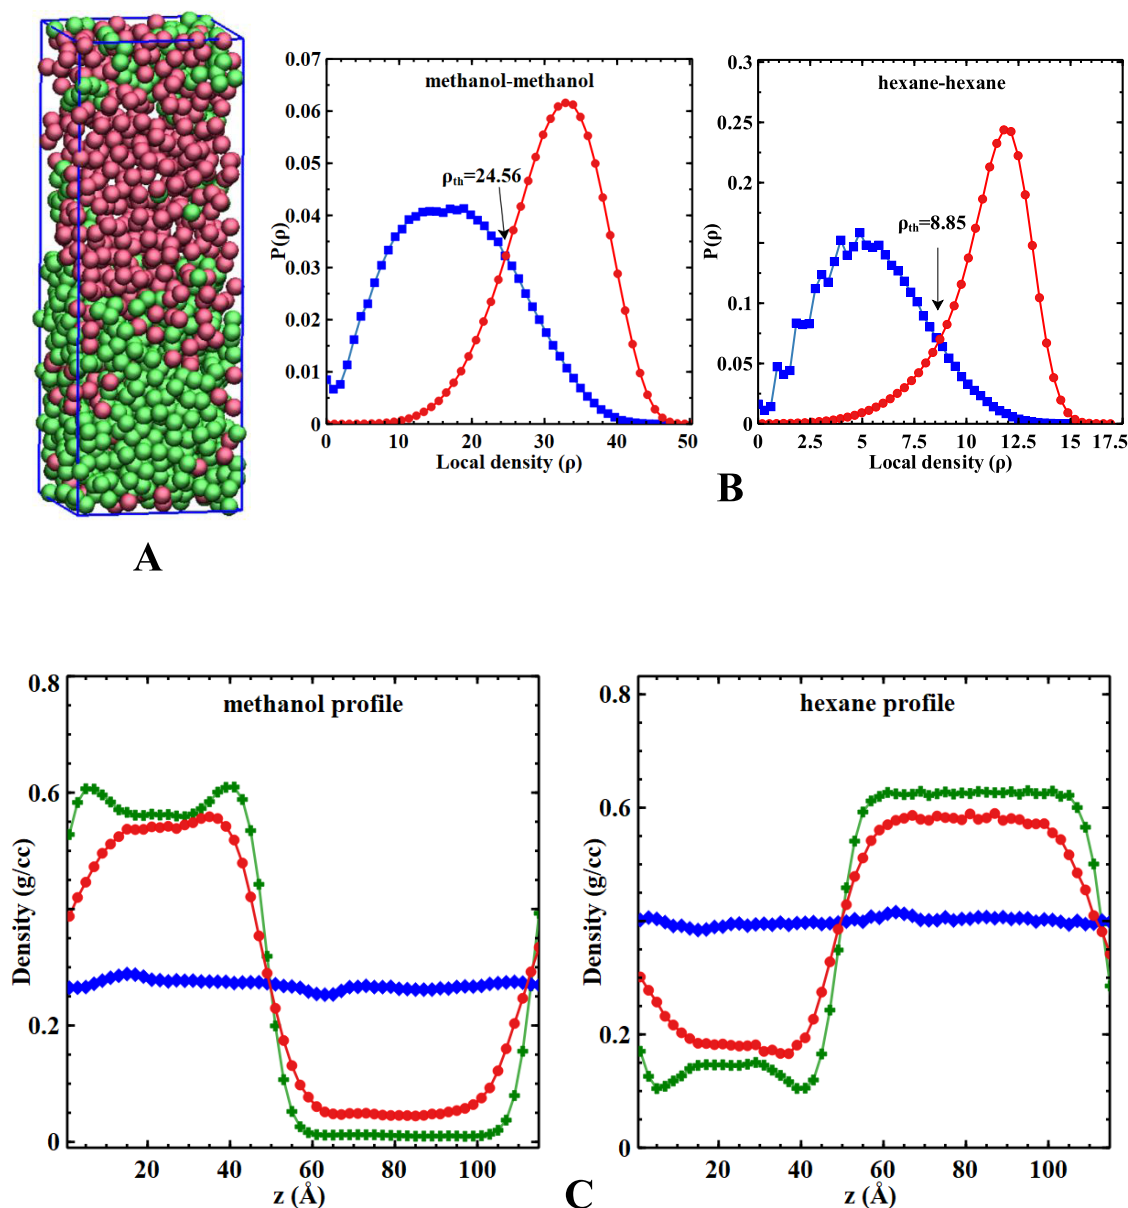 A
methanol-methanol
ρth=24.56
P(ρ)
0.07
0.06
0.05
0.04
0.03
0.02
0.01
0
0
10
20
30
40
50
Local density (ρ)
hexane-hexane
ρth=8.85
P(ρ)
0.3
0.25
0.2
0.15
0.1
0.05
0
0
2.5
5
7.5
10
12.5
15
17.5
Local density (ρ)
B
methanol profile
Density (g/cc)
0.8
0.6
0.2
0
20
40
60
80
100
z (Å)
hexane profile
Density (g/cc)
0.8
0.6
0.2
0
20
40
60
80
100
z (Å)
C